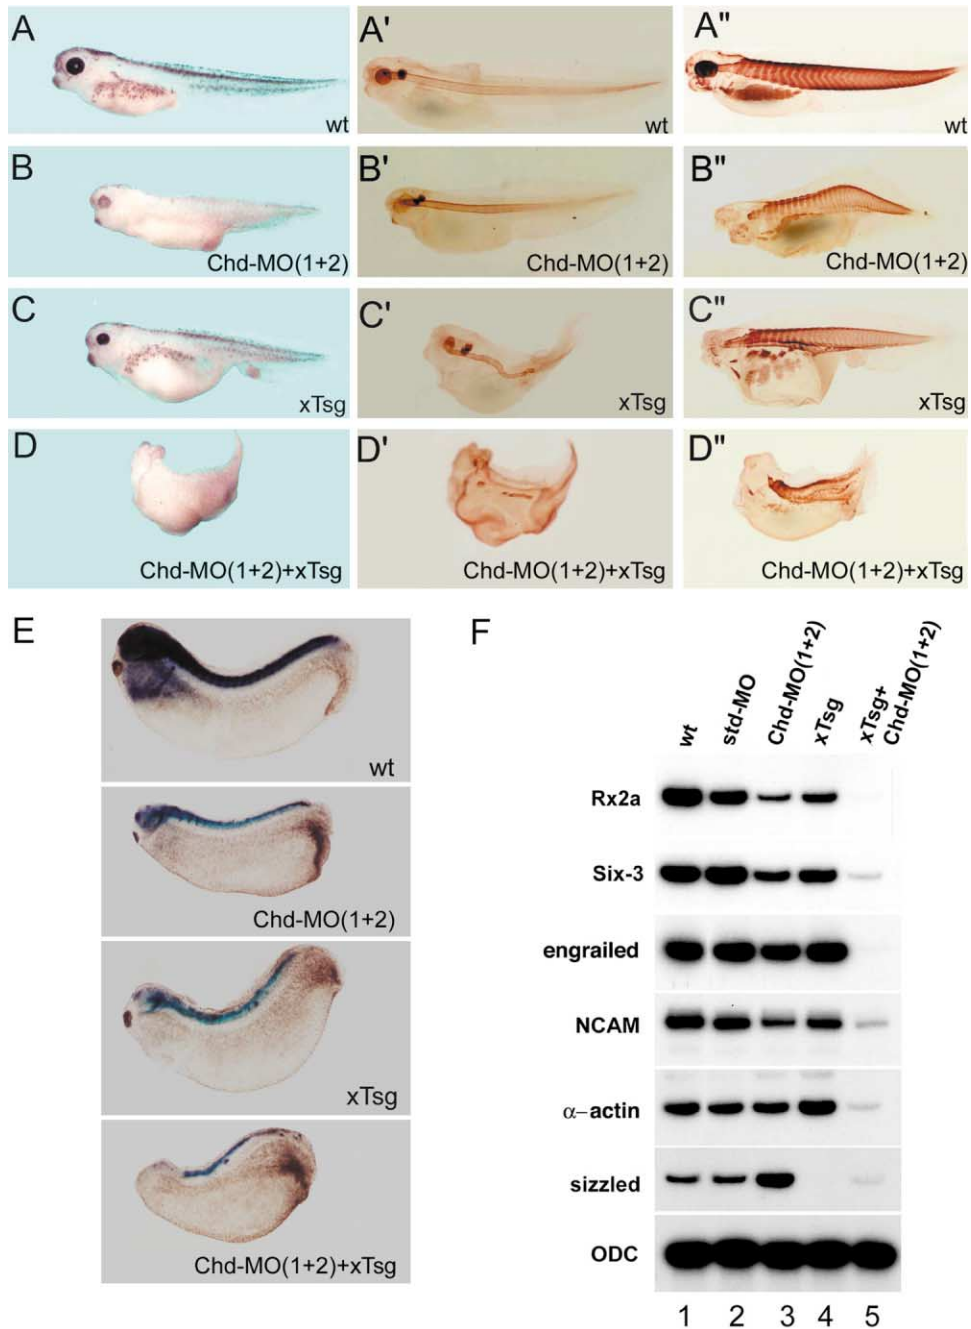 A
wt
A'
wt
A"
wt
B
Chd-MO(1+2)
B'
Chd-MO(1+2)
B"
Chd-MO(1+2)
C
xTsg
C'
xTsg
C"
xTsg
D
Chd-MO(1+2)+xTsg
D'
Chd-MO(1+2)+xTsg
D"
Chd-MO(1+2)+xTsg
E
wt
Chd-MO(1+2)
xTsg
Chd-MO(1+2)+xTsg
F
wt
std-MO
Chd-MO(1+2)
xTsg
xTsg+
Chd-MO(1+2)
Rx2a
Six-3
engrailed
NCAM
α-actin
sizzled
ODC
1 2 3 4 5